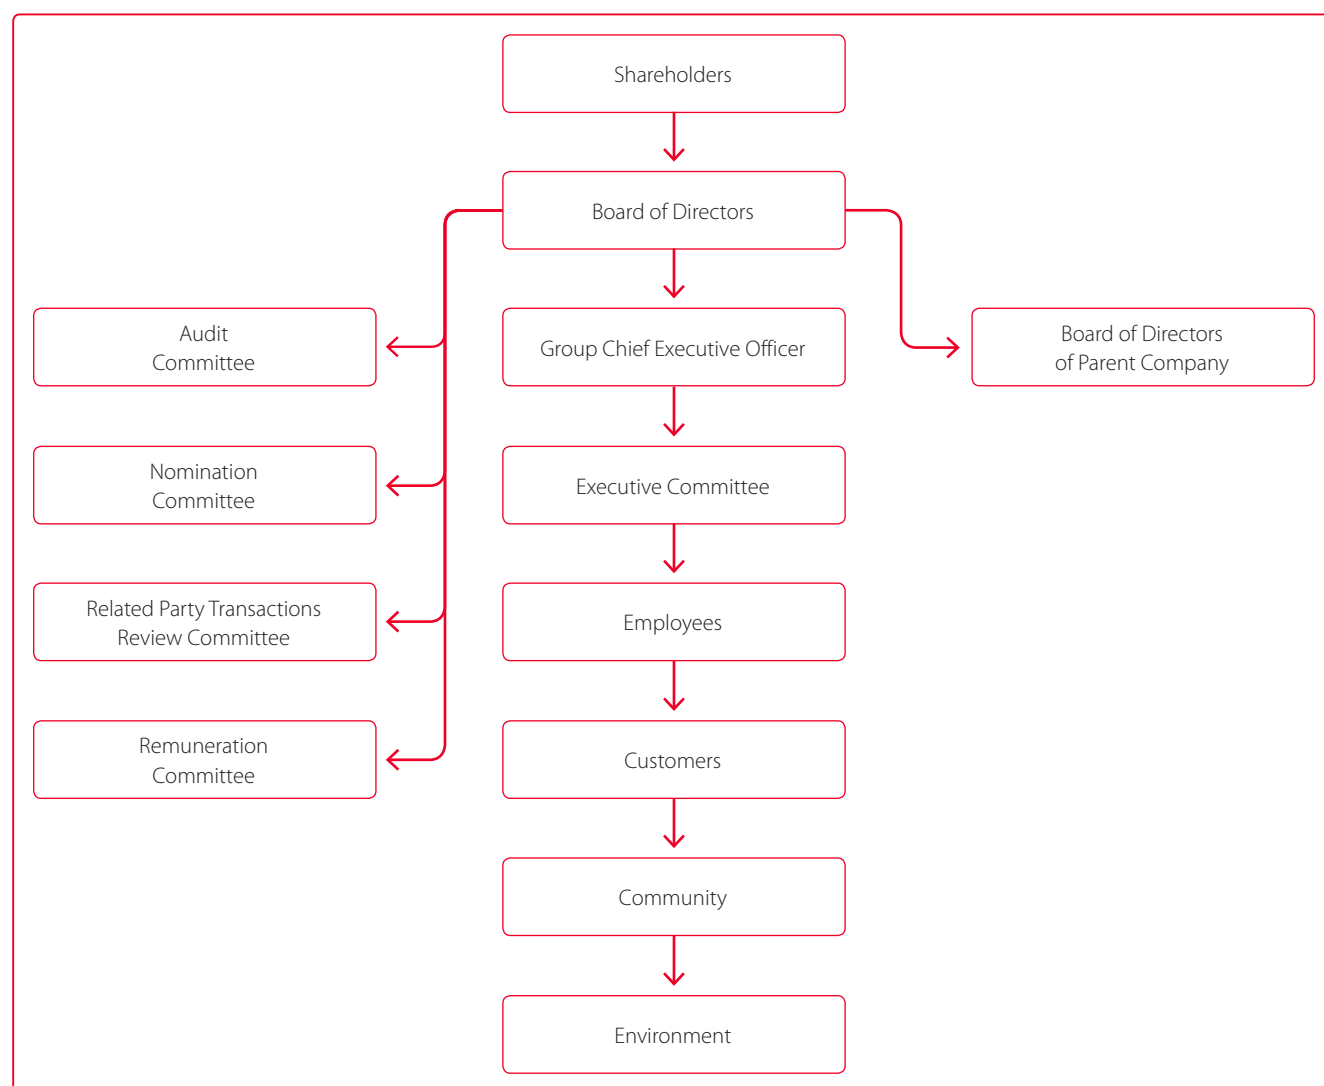 Shareholders
Board of Directors
Audit
Committee
Group Chief Executive Officer
Board of Directors
of Parent Company
Nomination
Committee
Executive Committee
Related Party Transactions
Review Committee
Employees
Remuneration
Committee
Customers
Community
Environment